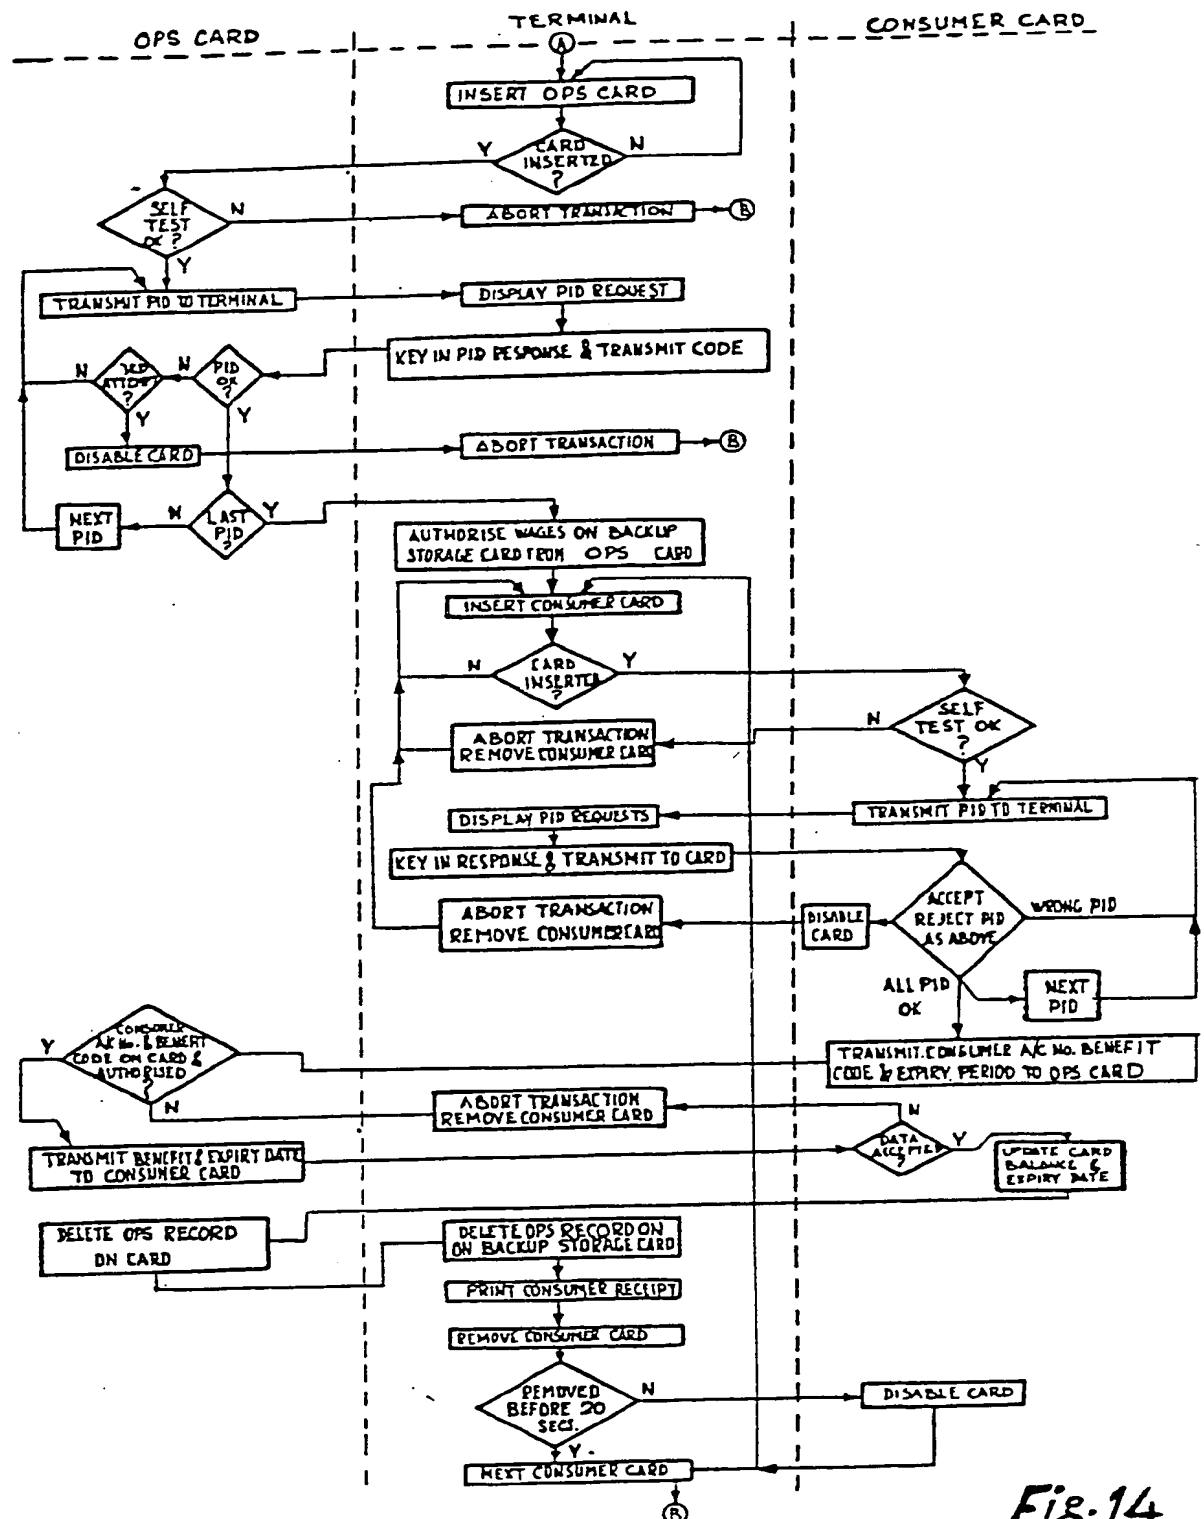 OPS CARD
TERMINAL
CONSUMER CARD
A
INSERT OPS CARD
CARD
INSERTED
?
Y
N
SELF
TEST
OK ?
N
Y
ABORT TRANSACTION
B
TRANSMIT PID TO TERMINAL
DISPLAY PID REQUEST
KEY IN PID RESPONSE & TRANSMIT CODE
N
3RD
?
Y
N
PID
OK
?
Y
DISABLE CARD
ABORT TRANSACTION
B
NEXT
PID
N
LAST
PID
?
Y
AUTHORISE WAGES ON BACKUP
STORAGE CARD FROM OPS CARD
INSERT CONSUMER CARD
N
CARD
INSERTED
?
Y
N
SELF
TEST OK
?
Y
ABORT TRANSACTION
REMOVE CONSUMER CARD
TRANSMIT PID TO TERMINAL
DISPLAY PID REQUESTS
KEY IN RESPONSE & TRANSMIT TO CARD
ABORT TRANSACTION
REMOVE CONSUMER CARD
DISABLE
CARD
ACCEPT
REJECT PID
AS ABOVE
WRONG PID
ALL PID
OK
NEXT
PID
Y
CONSUMER
A/C No. & BENEFIT
CODE ON CARD &
AUTHORISED
?
N
TRANSMIT CONSUMER A/C No. BENEFIT
CODE & EXPIRY PERIOD TO OPS CARD
ABORT TRANSACTION
REMOVE CONSUMER CARD
N
DATA
ACCEPTED
?
Y
TRANSMIT BENEFIT & EXPIRY DATE
TO CONSUMER CARD
UPDATE CARD
BALANCE &
EXPIRY DATE
DELETE OPS RECORD
ON CARD
DELETE OPS RECORD ON
ON BACKUP STORAGE CARD
PRINT CONSUMER RECEIPT
REMOVE CONSUMER CARD
REMOVED
BEFORE 20
SECS.
N
Y
DISABLE CARD
NEXT CONSUMER CARD
B
Fig.14